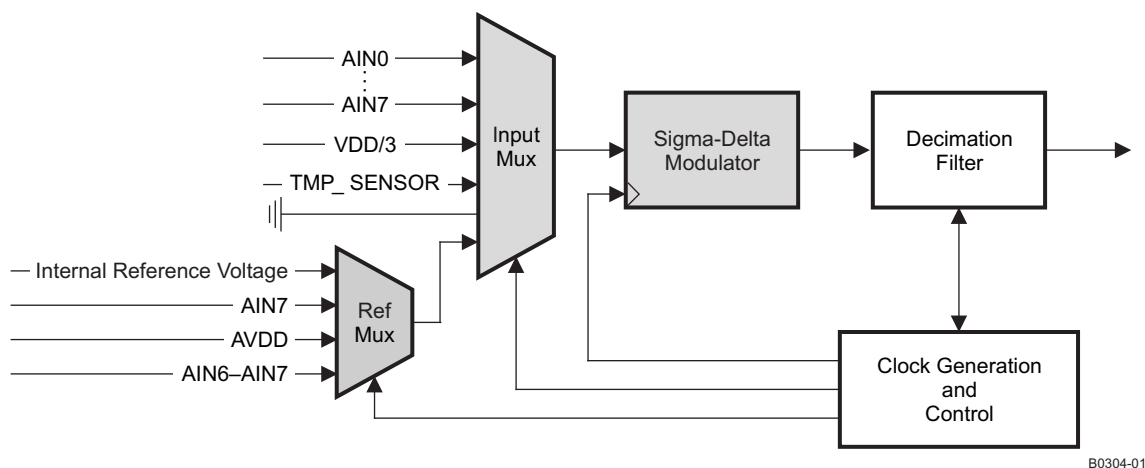 AIN0
AIN7
VDD/3
TMP_ SENSOR
Input
Mux
Sigma-Delta
Modulator
Decimation
Filter
Internal Reference Voltage
AIN7
AVDD
AIN6–AIN7
Ref
Mux
Clock Generation
and
Control
B0304-01